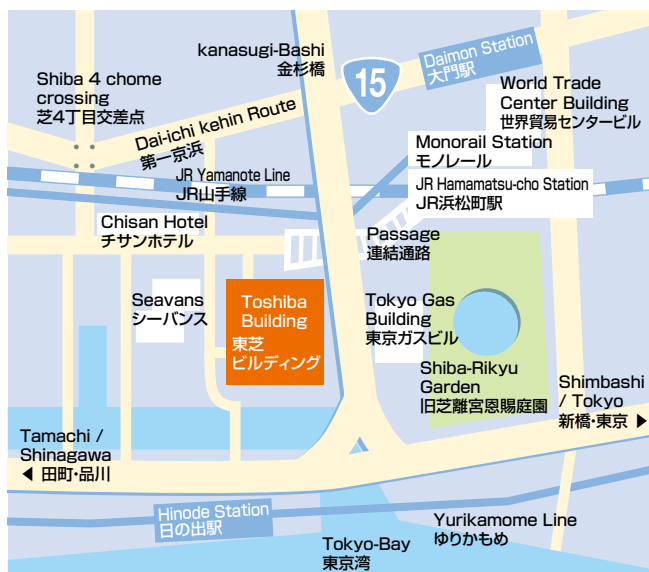 kanasugi-Bashi
金杉橋
15
Daimon Station
大門駅
Shiba 4 chome
crossing
芝4丁目交差点
World Trade
Center Building
世界貿易センタービル
Dai-ichi kehin Route
第一京浜
Monorail Station
モノレール
JR Yamanote Line
JR山手線
JR Hamamatsu-cho Station
JR浜松町駅
Chisan Hotel
チサンホテル
Passage
連結通路
Seavans
シーバンス
Toshiba
Building
東芝
ビルディング
Tokyo Gas
Building
東京ガスビル
Shiba-Rikyu
Garden
旧芝離宮恩賜庭園
Shimbashi
/ Tokyo
新橋・東京 ▶
Tamachi /
Shinagawa
◀ 田町・品川
Hinode Station
日の出駅
Yurikamome Line
ゆりかもめ
Tokyo-Bay
東京湾